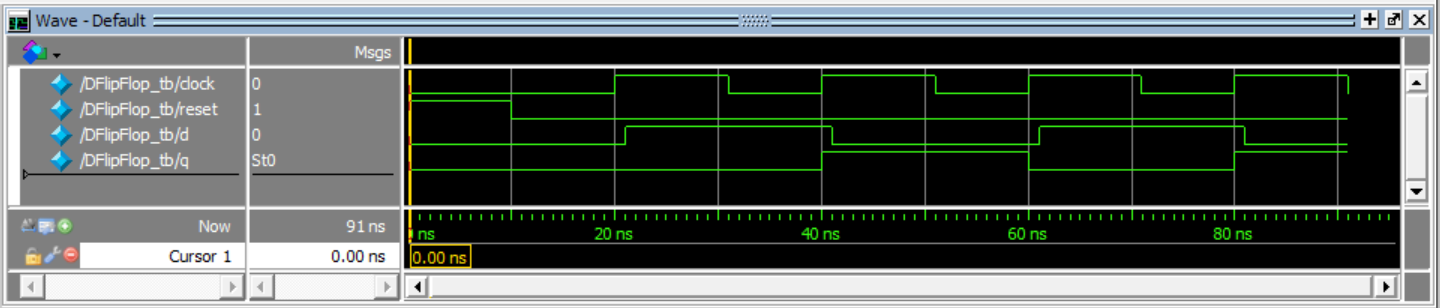 Wave - Default
Msgs
/DFlipFlop_tb/clock 0
/DFlipFlop_tb/reset 1
/DFlipFlop_tb/d 0
/DFlipFlop_tb/q St0
Now 91 ns ns 20 ns 40 ns 60 ns 80 ns
Cursor 1 0.00 ns 0.00 ns